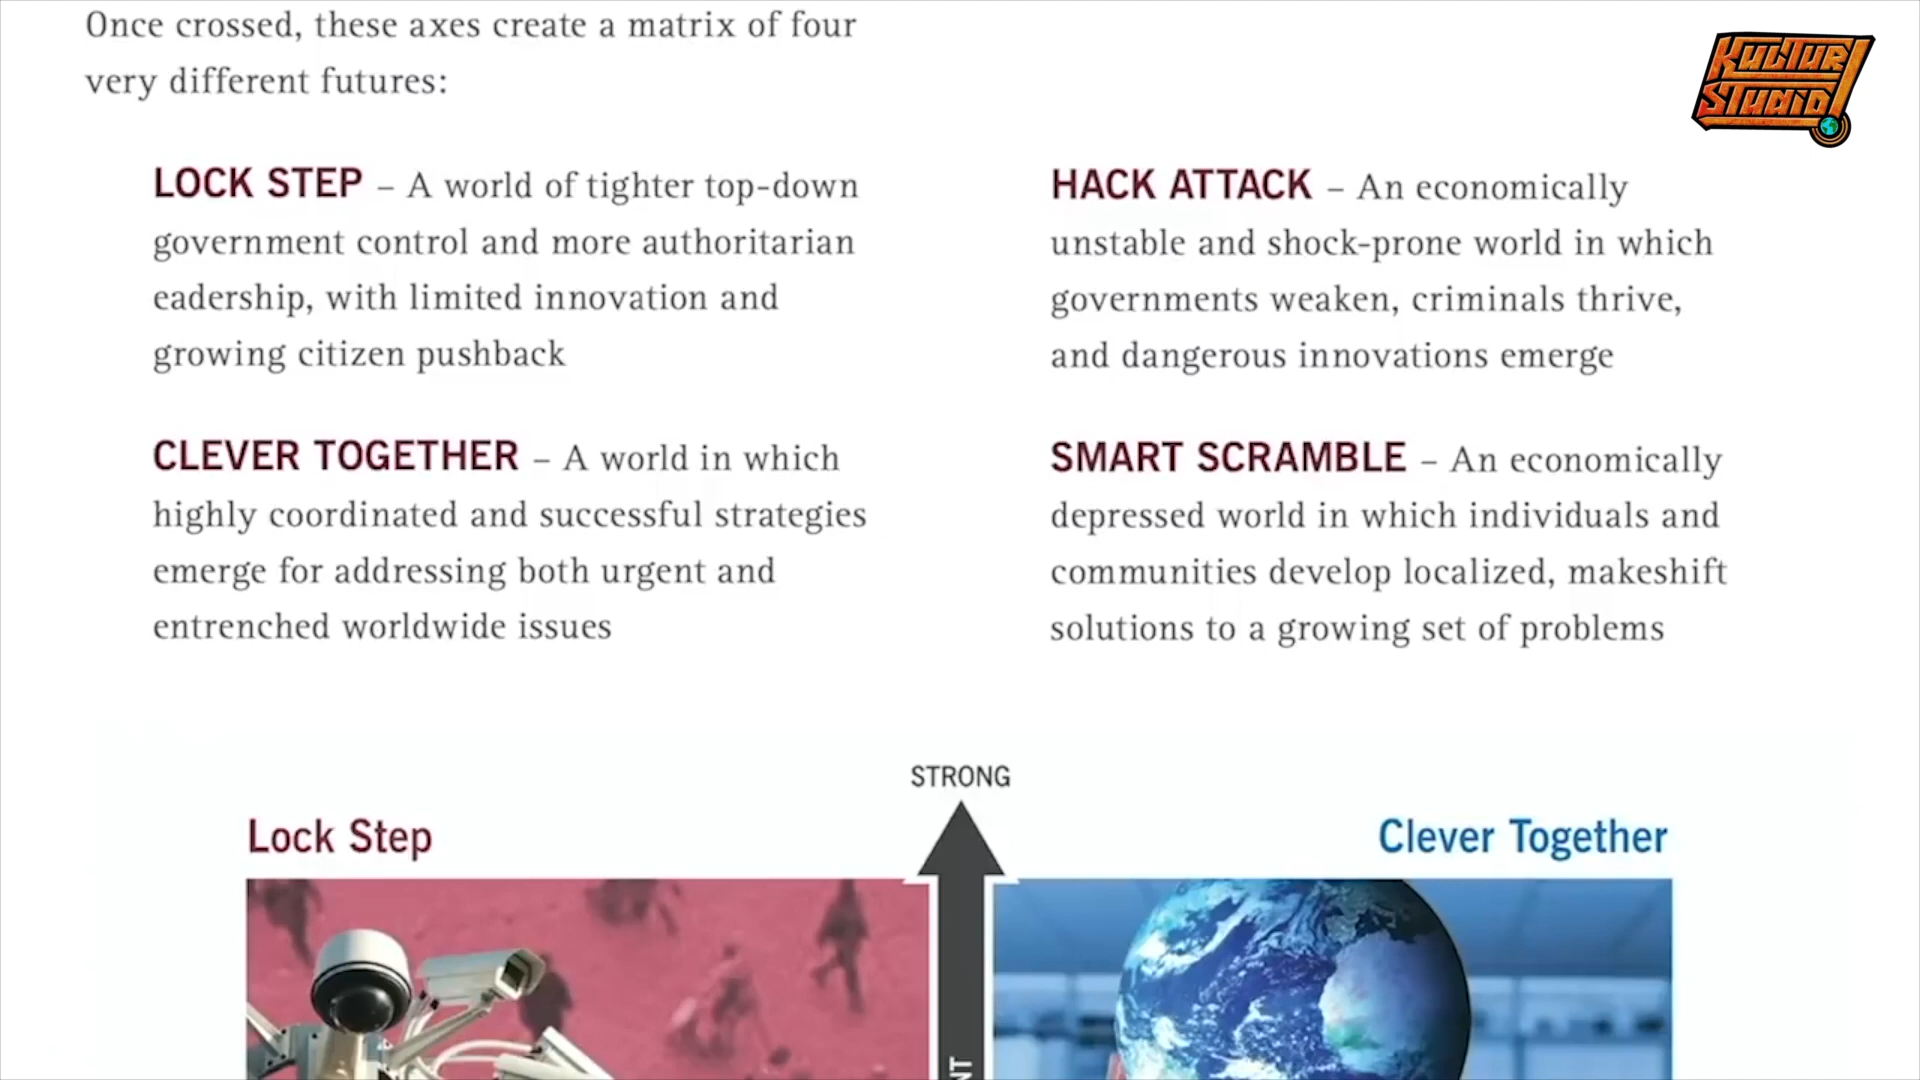 Once crossed, these axes create a matrix of four
very different futures:
LOCK STEP – A world of tighter top-down
government control and more authoritarian
eadership, with limited innovation and
growing citizen pushback
CLEVER TOGETHER – A world in which
highly coordinated and successful strategies
emerge for addressing both urgent and
entrenched worldwide issues
HACK ATTACK – An economically
unstable and shock-prone world in which
governments weaken, criminals thrive,
and dangerous innovations emerge
SMART SCRAMBLE – An economically
depressed world in which individuals and
communities develop localized, makeshift
solutions to a growing set of problems
KULTUR
STUDIO!
STRONG
Lock Step
Clever Together
NT